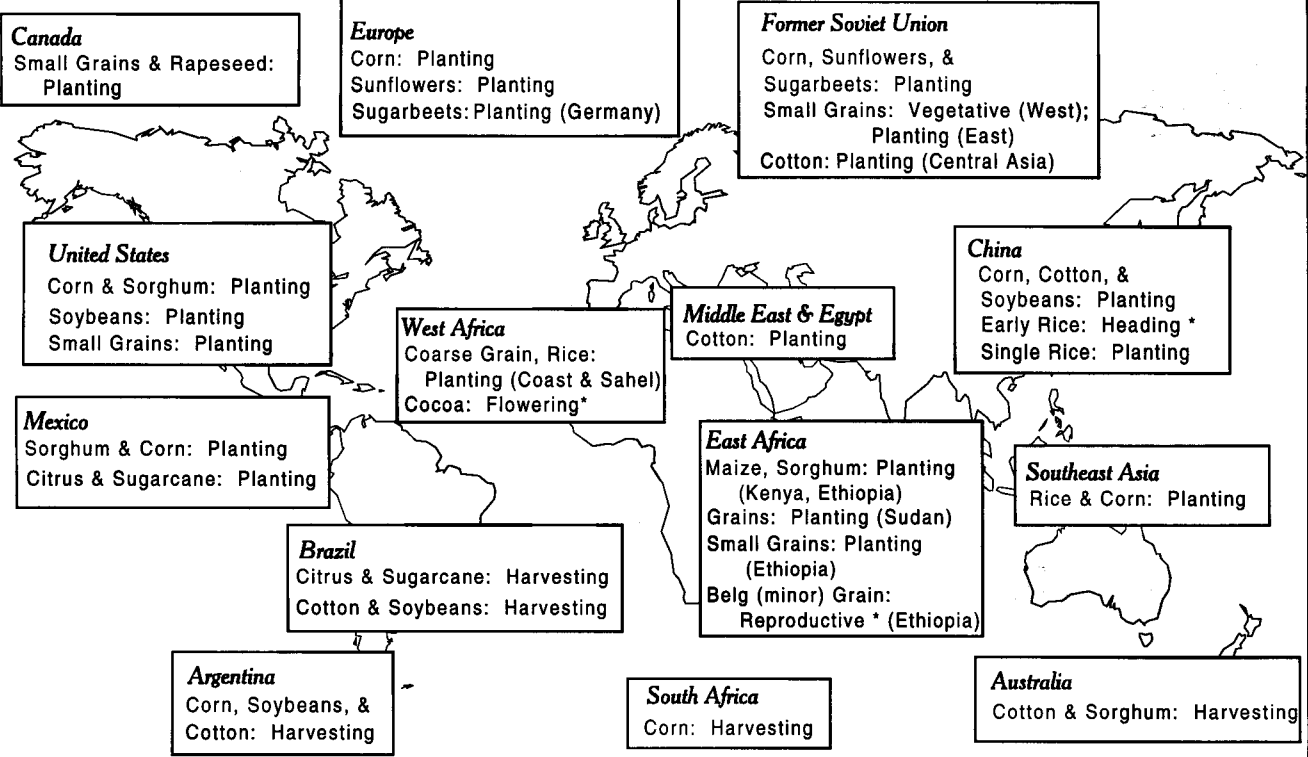 Canada
Small Grains & Rapeseed:
Planting
Europe
Corn: Planting
Sunflowers: Planting
Sugarbeets: Planting (Germany)
Former Soviet Union
Corn, Sunflowers, &
Sugarbeets: Planting
Small Grains: Vegetative (West);
Planting (East)
Cotton: Planting (Central Asia)
United States
Corn & Sorghum: Planting
Soybeans: Planting
Small Grains: Planting
West Africa
Coarse Grain, Rice:
Planting (Coast & Sahel)
Cocoa: Flowering*
Middle East & Egypt
Cotton: Planting
China
Corn, Cotton, &
Soybeans: Planting
Early Rice: Heading *
Single Rice: Planting
Mexico
Sorghum & Corn: Planting
Citrus & Sugarcane: Planting
East Africa
Maize, Sorghum: Planting
(Kenya, Ethiopia)
Grains: Planting (Sudan)
Small Grains: Planting
(Ethiopia)
Belg (minor) Grain:
Reproductive * (Ethiopia)
Southeast Asia
Rice & Corn: Planting
Brazil
Citrus & Sugarcane: Harvesting
Cotton & Soybeans: Harvesting
Argentina
Corn, Soybeans, &
Cotton: Harvesting
South Africa
Corn: Harvesting
Australia
Cotton & Sorghum: Harvesting